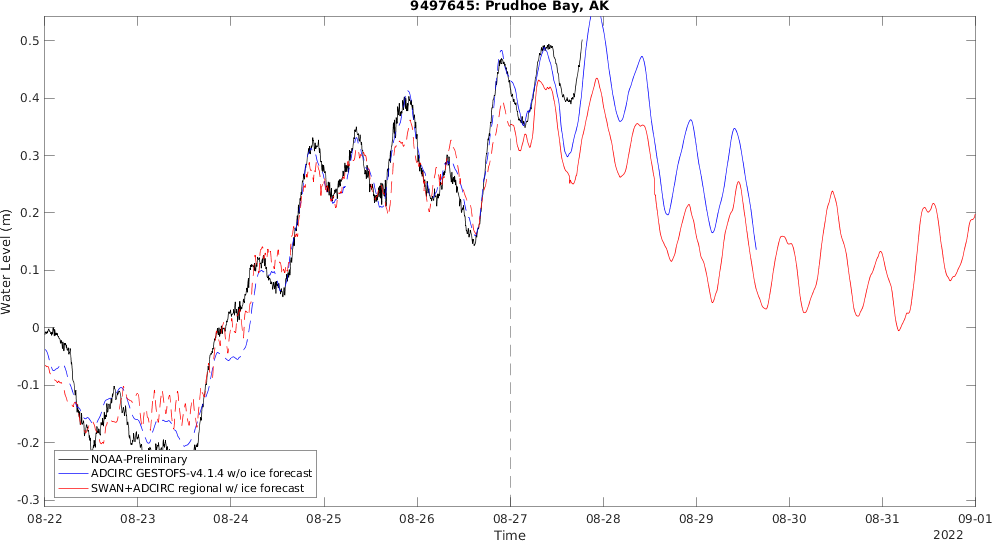 9497645: Prudhoe Bay, AK
Water Level (m)
0.5
0.4
0.3
0.2
0.1
0
-0.1
-0.2
-0.3
NOAA-Preliminary
ADCIRC GESTOFS-v4.1.4 w/o ice forecast
SWAN+ADCIRC regional w/ ice forecast
08-22 08-23 08-24 08-25 08-26 08-27 08-28 08-29 08-30 08-31 09-01
Time
2022